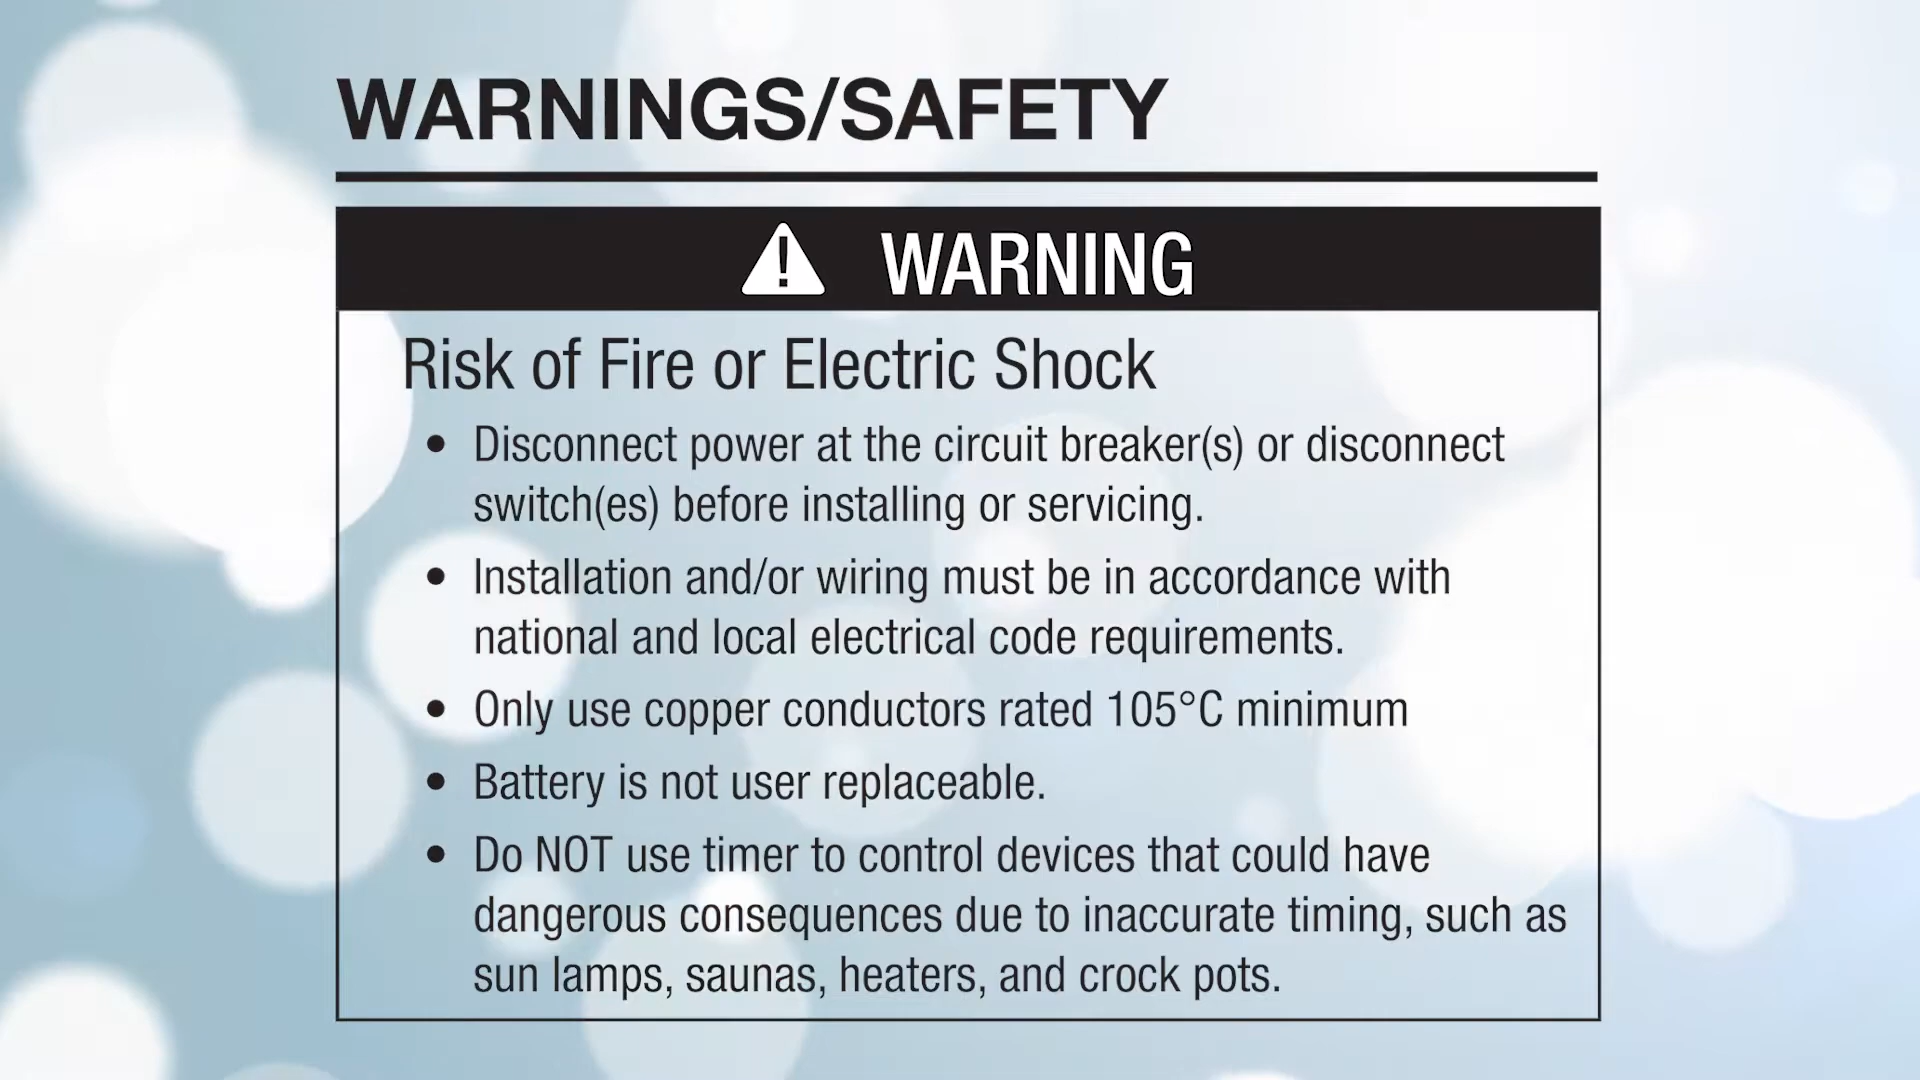 WARNINGS/SAFETY
WARNING
Risk of Fire or Electric Shock
• Disconnect power at the circuit breaker(s) or disconnect
switch(es) before installing or servicing.
• Installation and/or wiring must be in accordance with
national and local electrical code requirements.
• Only use copper conductors rated 105°C minimum
• Battery is not user replaceable.
• Do NOT use timer to control devices that could have
dangerous consequences due to inaccurate timing, such as
sun lamps, saunas, heaters, and crock pots.